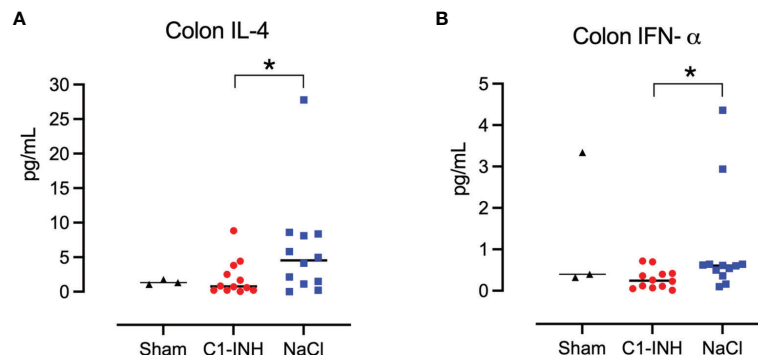 A
Colon IL-4
*
30
25
20
15
10
5
0
pg/mL
Sham C1-INH NaCl
B
Colon IFN- α
*
5
4
3
2
1
0
pg/mL
Sham C1-INH NaCl